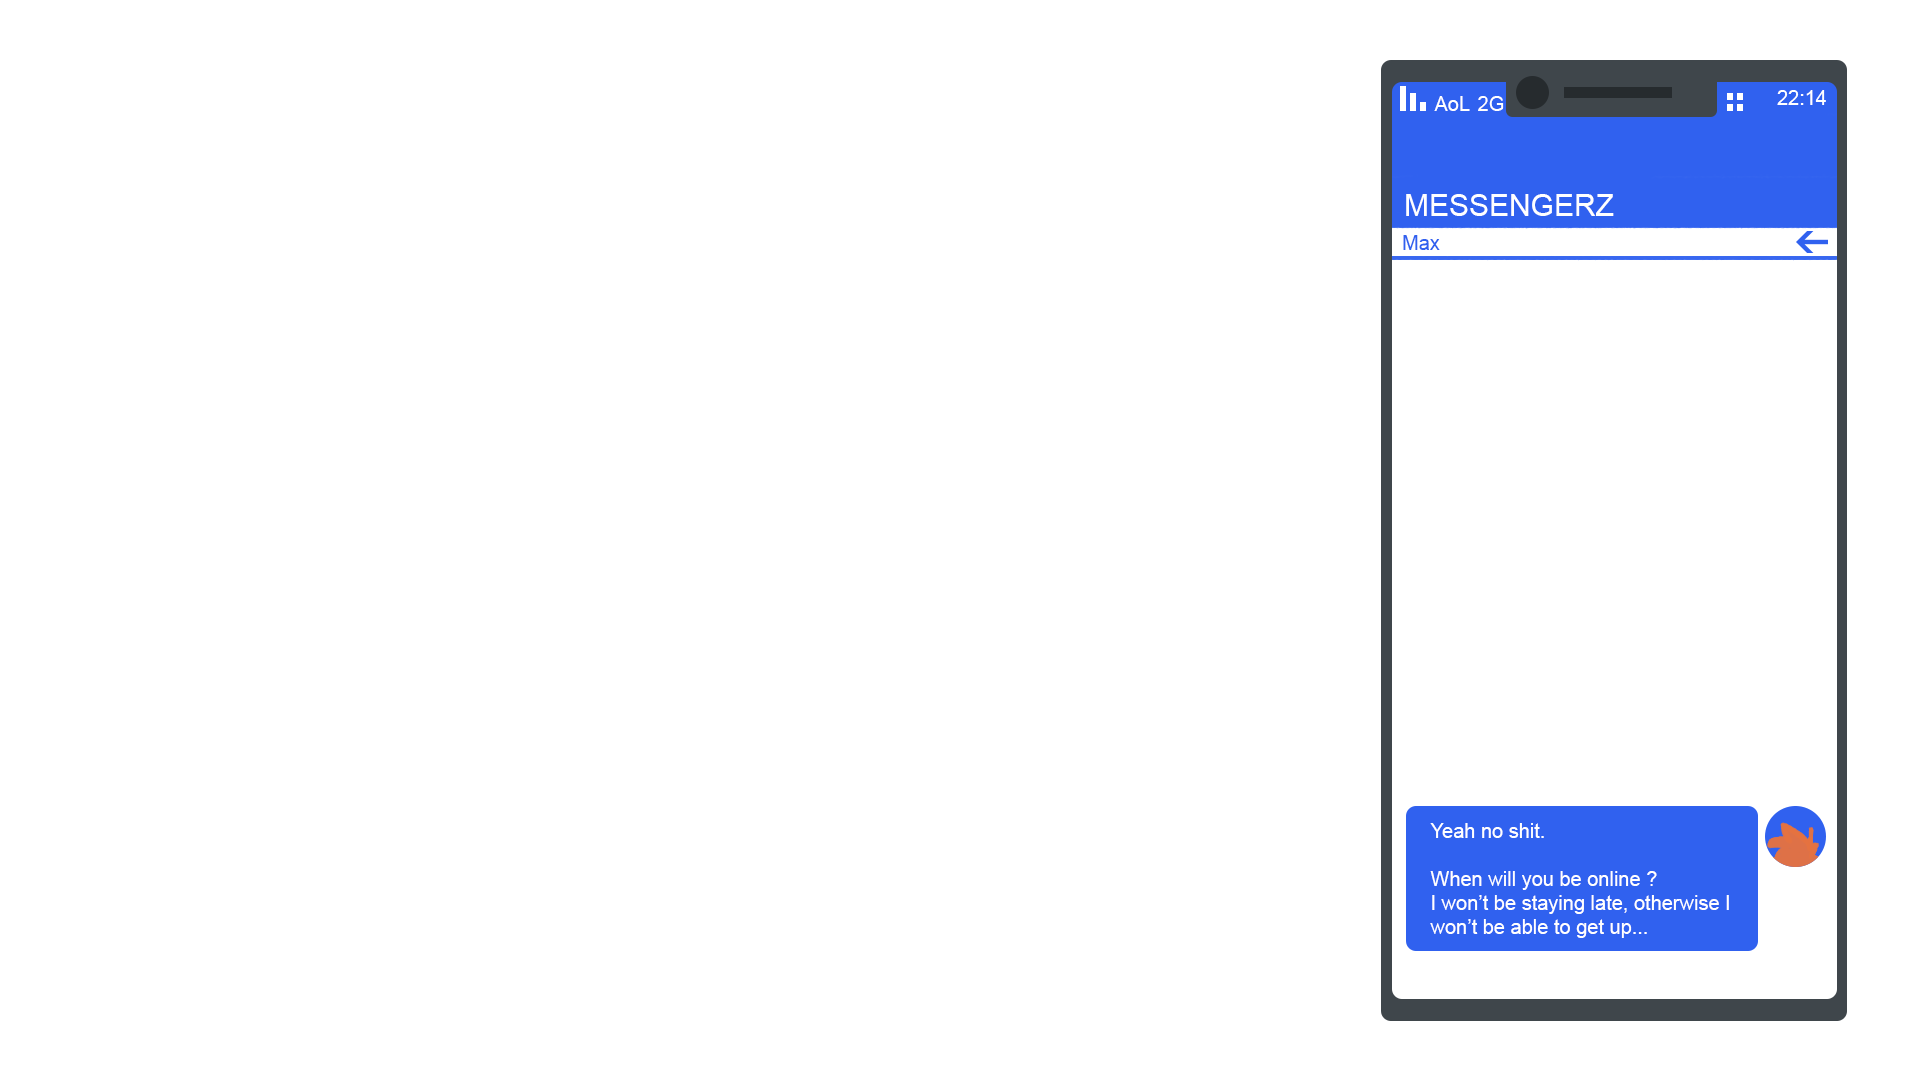 AoL 2G
22:14
MESSENGERZ
Max
Yeah no shit.
When will you be online ?
I won't be staying late, otherwise I
won't be able to get up...